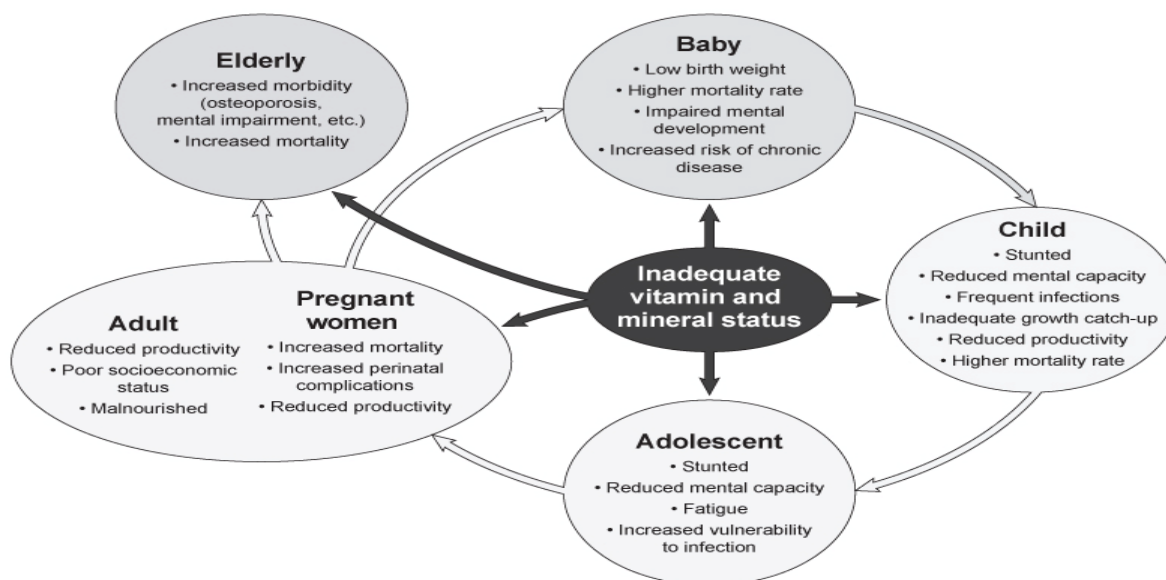 Elderly
• Increased morbidity
(osteoporosis,
mental impairment, etc.)
• Increased mortality
Baby
• Low birth weight
• Higher mortality rate
• Impaired mental
development
• Increased risk of chronic
disease
Child
• Stunted
• Reduced mental capacity
• Frequent infections
• Inadequate growth catch-up
• Reduced productivity
• Higher mortality rate
Inadequate
vitamin and
mineral status
Adult
• Reduced productivity
• Poor socioeconomic
status
• Malnourished
Pregnant
women
• Increased mortality
• Increased perinatal
complications
• Reduced productivity
Adolescent
• Stunted
• Reduced mental capacity
• Fatigue
• Increased vulnerability
to infection